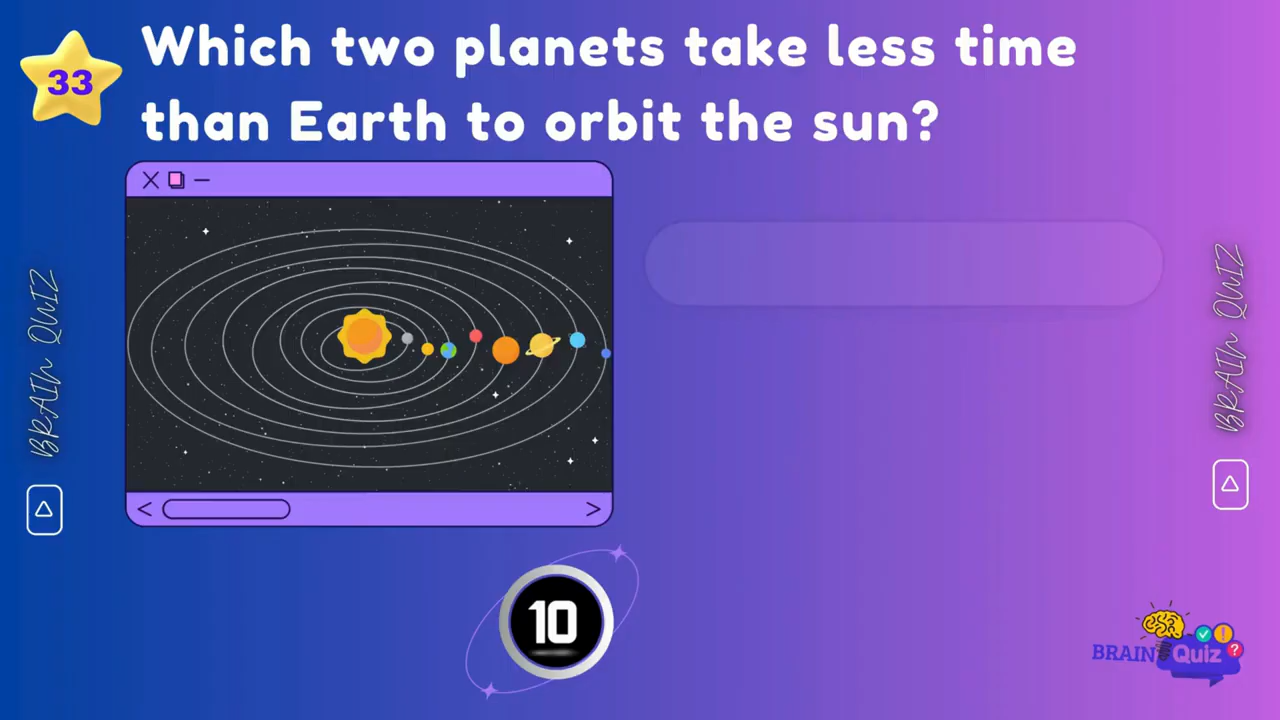 33
Which two planets take less time
than Earth to orbit the sun?
BRAIN QUIZ
BRAIN QUIZ
10
BRAIN Quiz